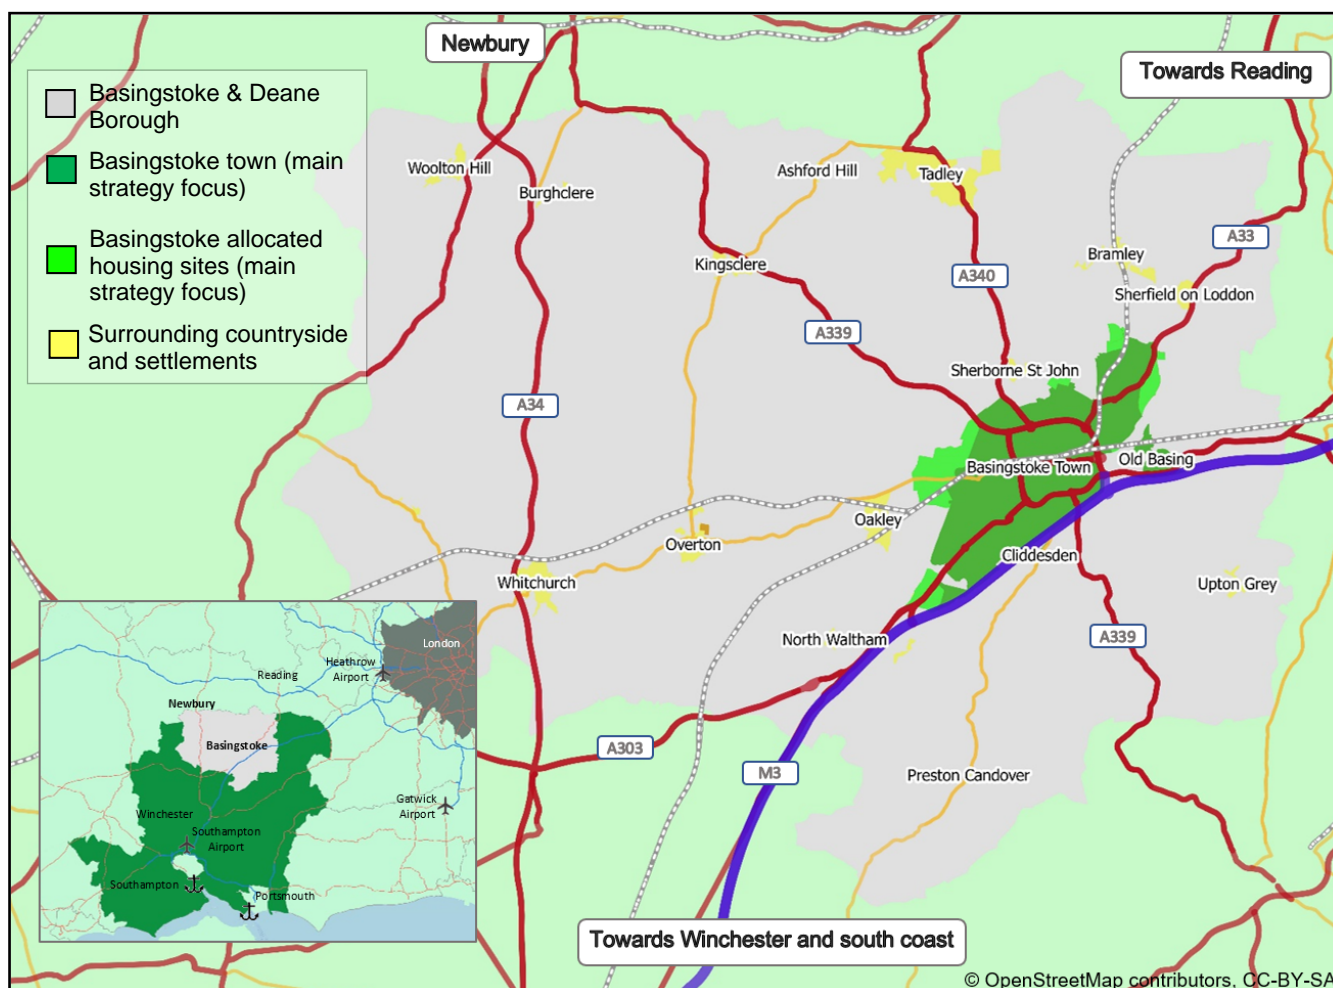 Newbury
Towards Reading
Basingstoke & Deane
Borough
Basingstoke town (main
strategy focus)
Basingstoke allocated
housing sites (main
strategy focus)
Surrounding countryside
and settlements
Woolton Hill
Burghclere
Ashford Hill
Tadley
Kingsclere
A340
A33
Bramley
Sherfield on Loddon
A339
Sherborne St John
A34
Basingstoke Town
Old Basing
Oakley
Overton
Whitchurch
Cliddesden
Upton Grey
North Waltham
A339
A303
M3
Preston Candover
Towards Winchester and south coast
London
Heathrow
Airport
Reading
Newbury
Basingstoke
Gatwick
Airport
Winchester
Southampton
Airport
Southampton
Portsmouth
© OpenStreetMap contributors, CC-BY-SA